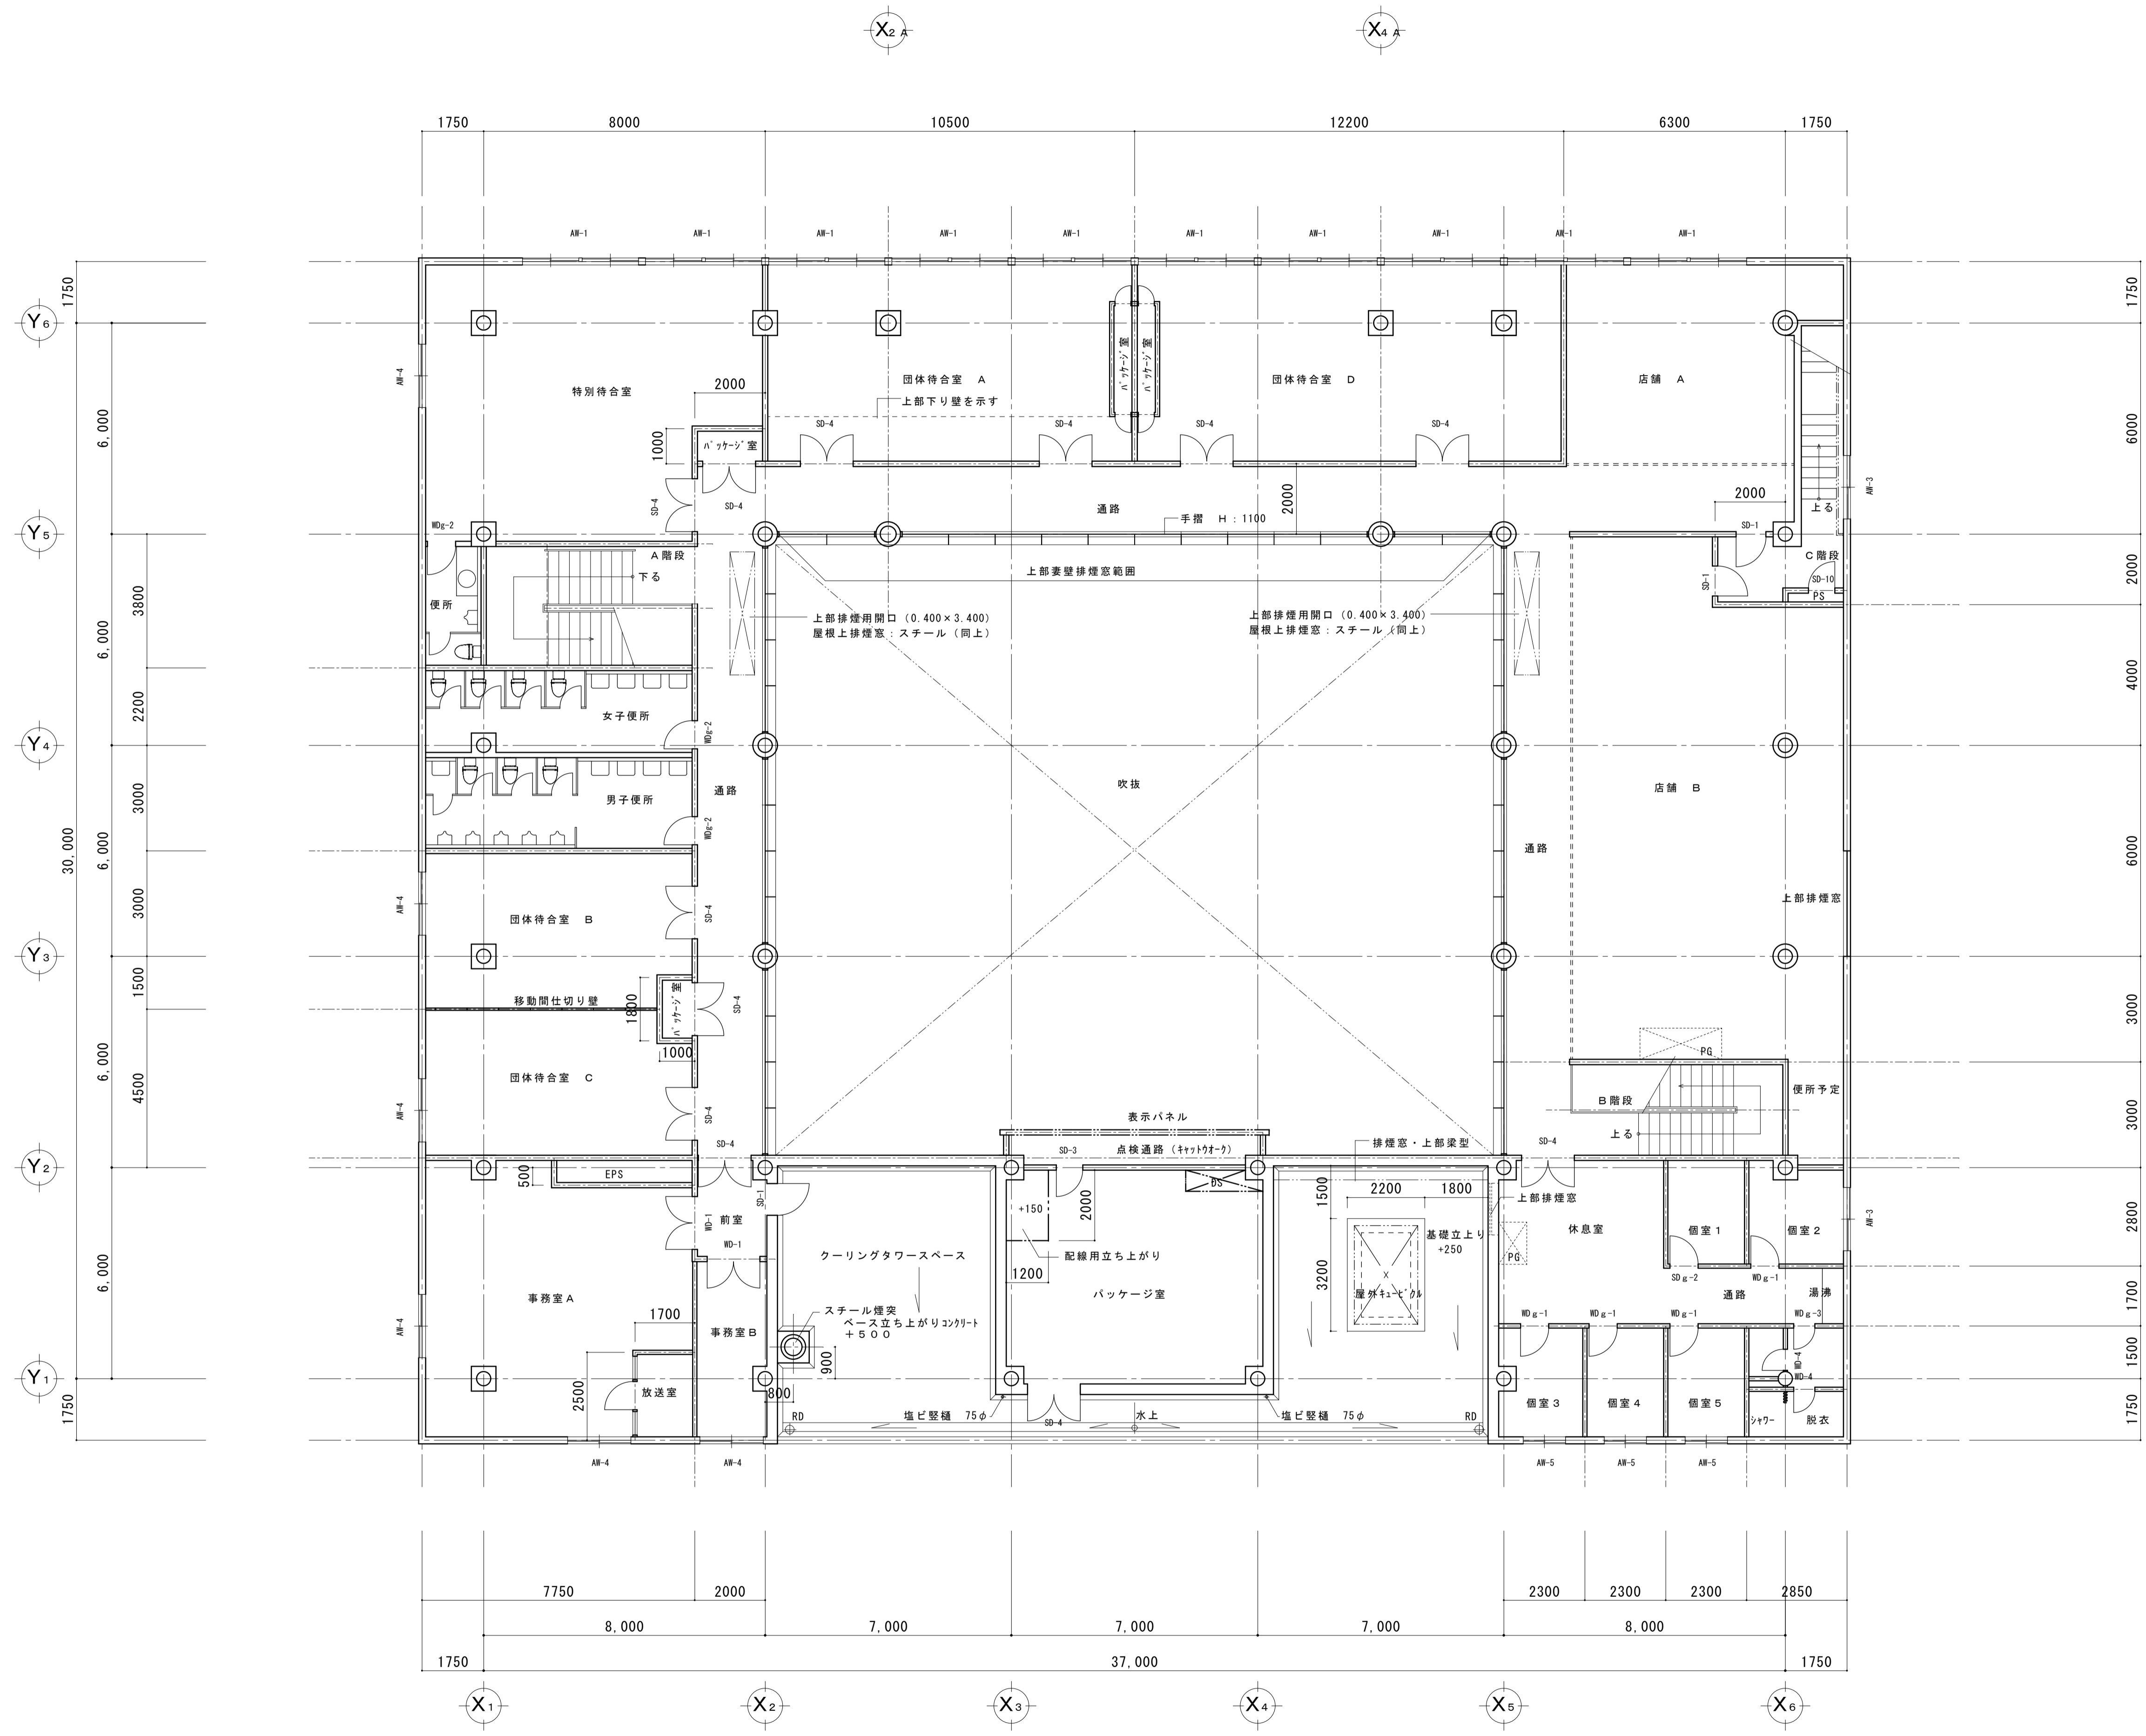 X2A
X4A
1750
8000
10500
12200
6300
1750
AW-1
AW-1
AW-1
AW-1
AW-1
AW-1
AW-1
AW-1
AW-1
AW-1
Y6
Y5
Y4
Y3
Y2
Y1
1750
6,000
6,000
6,000
6,000
6,000
30,000
1750
3800
2200
3000
3000
1500
4500
1750
6000
2000
4000
6000
3000
3000
2800
1700
1500
1750
AW-4
特別待合室
2000
団体待合室 A
上部下り壁を示す
ﾊﾟｯｹｰｼﾞ室
ﾊﾟｯｹｰｼﾞ室
団体待合室 D
店舗 A
1000
ﾊﾟｯｹｰｼﾞ室
SD-4
SD-4
SD-4
SD-4
SD-4
SD-4
通路
2000
手摺 H：1100
2000
AW-3
上る
SD-1
C階段
SD-1
SD-10
PS
WDg-2
A階段
下る
便所
上部妻壁排煙窓範囲
上部排煙用開口（0.400×3.400）
屋根上排煙窓：スチール（同上）
上部排煙用開口（0.400×3.400）
屋根上排煙窓：スチール（同上）
女子便所
WDg-2
男子便所
WDg-2
通路
吹抜
店舗 B
通路
上部排煙窓
AW-4
団体待合室 B
SD-4
移動間仕切り壁
1800
ﾊﾟｯｹｰｼﾞ室
SD-4
1000
団体待合室 C
AW-4
SD-4
PG
便所予定
B階段
上る
表示パネル
点検通路（ｷｬｯﾄｳｵｰｸ）
SD-3
排煙窓・上部梁型
SD-4
SD-4
500
EPS
SD-1
前室
WD-1
WD-1
DS
+150
2000
配線用立ち上がり
1200
パッケージ室
クーリングタワースペース
スチール煙突
ベース立ち上がりｺﾝｸﾘｰﾄ
＋500
900
800
1500
2200
1800
3200
基礎立上り
+250
屋外ｷｭｰﾋﾞｸﾙ
上部排煙窓
PG
休息室
個室1
個室2
AW-3
SDg-2
WDg-1
通路
湯沸
WDg-1
WDg-1
WDg-1
WDg-3
WD-4
WD-4
個室3
個室4
個室5
ｼｬﾜｰ
脱衣
AW-4
事務室A
1700
事務室B
2500
放送室
RD
塩ビ竪樋 75φ
SD-4
水上
塩ビ竪樋 75φ
RD
AW-4
AW-4
AW-5
AW-5
AW-5
7750
2000
2300
2300
2300
2850
8,000
7,000
7,000
7,000
8,000
1750
37,000
1750
X1
X2
X3
X4
X5
X6